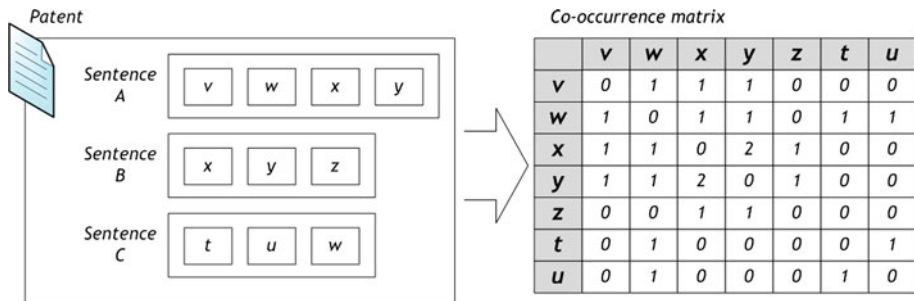 Patent
Sentence A
v w x y
Sentence B
x y z
Sentence C
t u w
Co-occurrence matrix
v w x y z t u
v 0 1 1 1 0 0 0
w 1 0 1 1 0 1 1
x 1 1 0 2 1 0 0
y 1 1 2 0 1 0 0
z 0 0 1 1 0 0 0
t 0 1 0 0 0 0 1
u 0 1 0 0 0 1 0